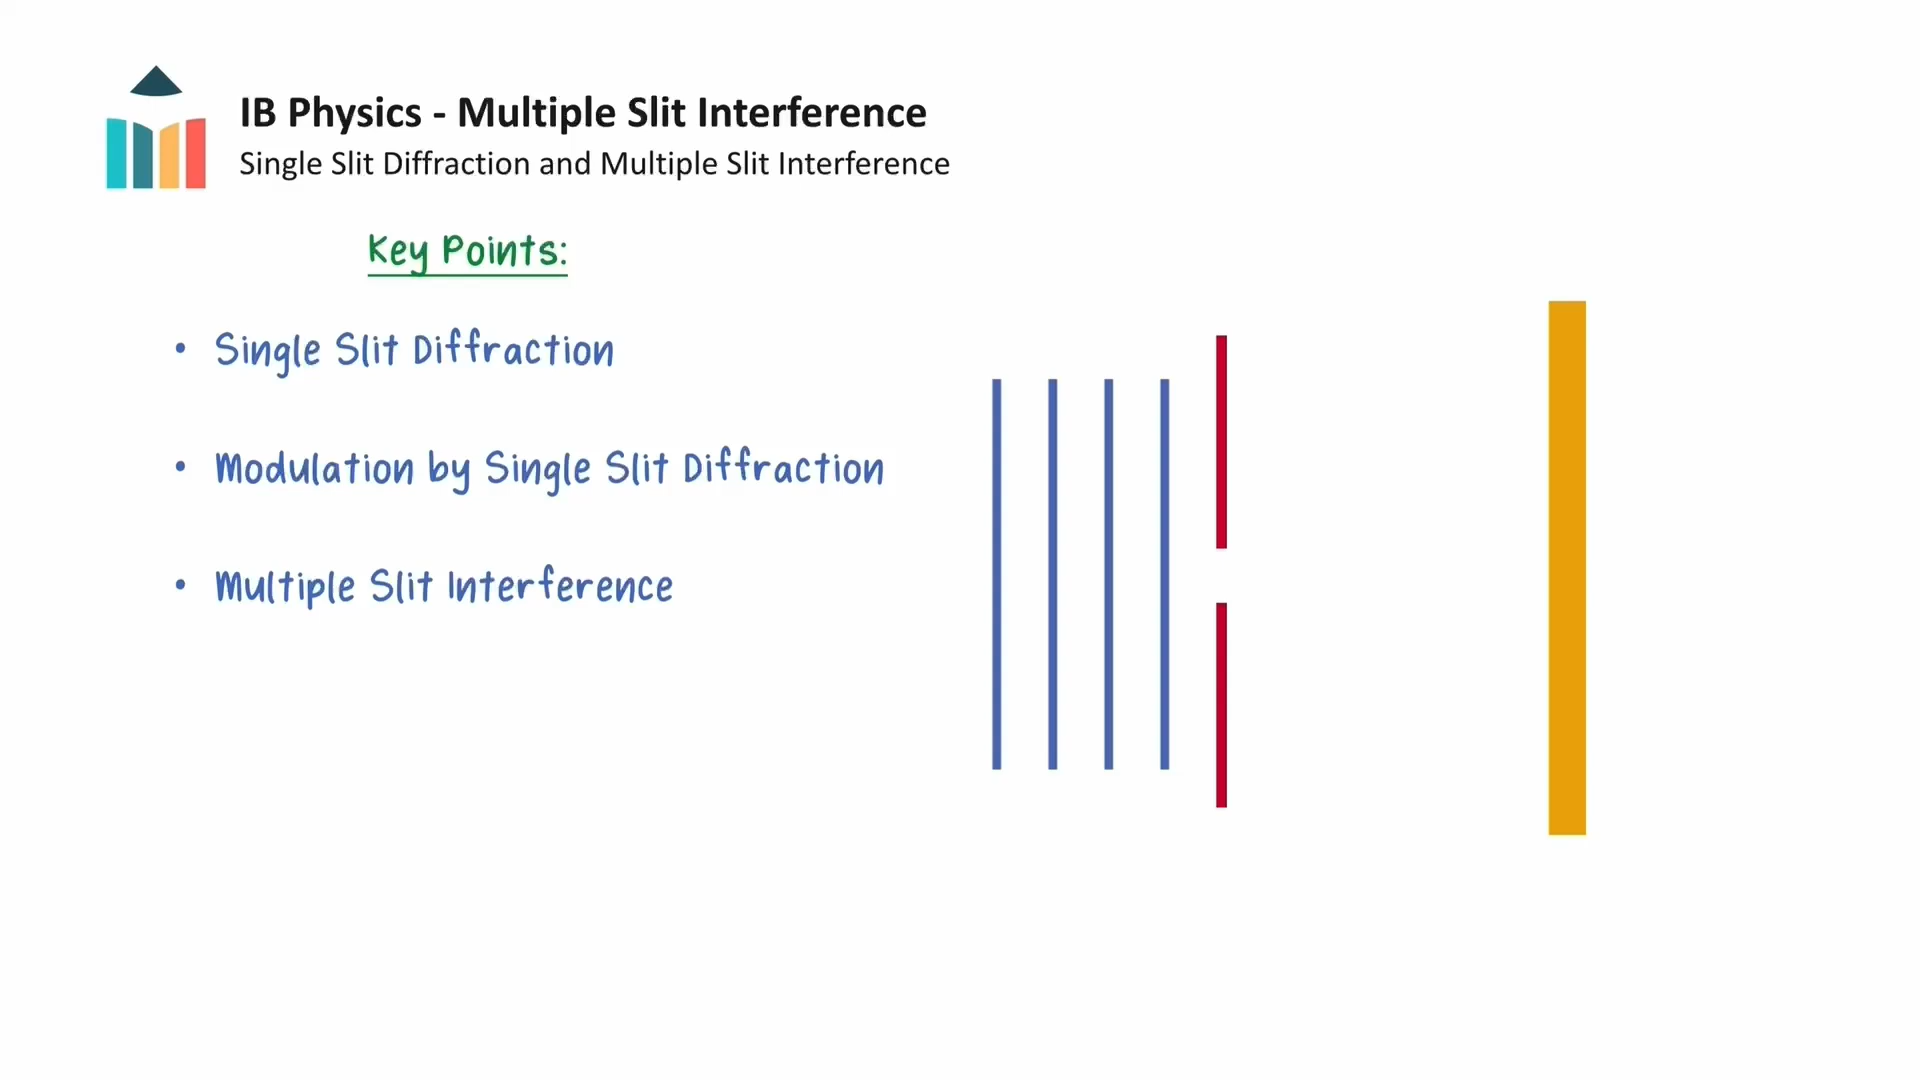 IB Physics - Multiple Slit Interference
Single Slit Diffraction and Multiple Slit Interference
Key Points:
• Single Slit Diffraction
• Modulation by Single Slit Diffraction
• Multiple Slit Interference